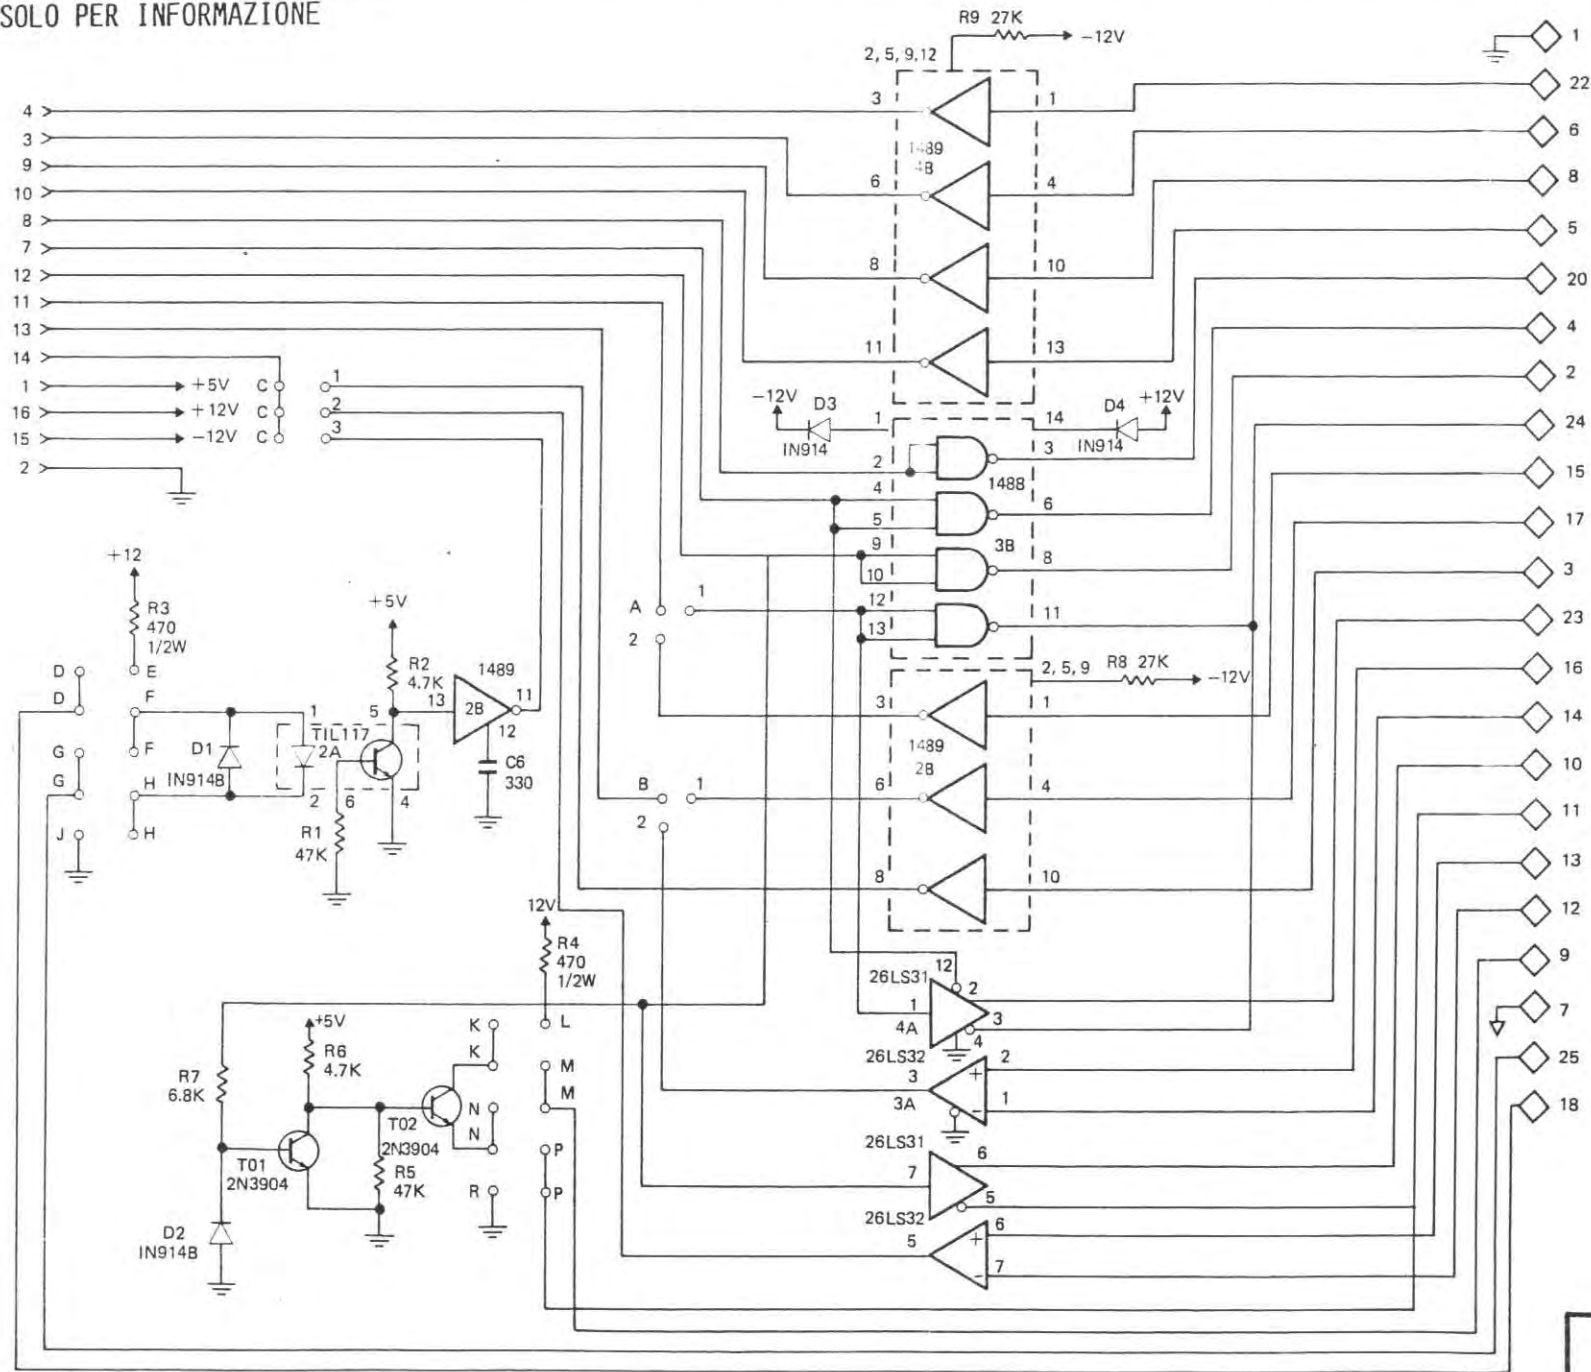 SOLO PER INFORMAZIONE
R9 27K
-12V
2, 5, 9.12
1
22
6
8
5
20
4
2
24
15
17
3
23
16
14
10
11
13
12
9
7
25
18
4
3
9
10
8
7
12
11
13
14
1
16
15
2
+5V
+12V
-12V
C
C
C
1
2
3
3
1
1489
4B
6
4
8
10
11
13
-12V
D3
IN914
1
14
D4
IN914
+12V
2
3
1488
4
5
6
9
10
3B
8
12
13
11
A
1
2
2, 5, 9
R8 27K
-12V
3
1
1489
2B
6
4
8
10
B
1
2
+12
R3
470
1/2W
D
D
E
F
F
G
G
H
H
J
D1
IN914B
1
TIL117
2A
2
6
5
4
R1
47K
+5V
R2
4.7K
1489
13
2B
11
12
C6
330
12V
R4
470
1/2W
K
K
L
M
M
N
N
P
P
R
+5V
R6
4.7K
R7
6.8K
T01
2N3904
T02
2N3904
R5
47K
D2
IN914B
26LS31
12
1
2
3
4A
4
26LS32
3
2
+
1
-
3A
26LS31
7
6
5
26LS32
5
6
+
7
-